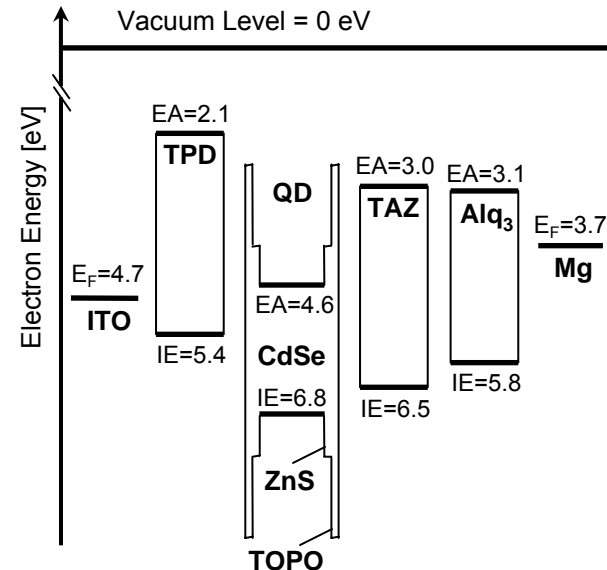 Vacuum Level = 0 eV
Electron Energy [eV]
EA=2.1
TPD
IE=5.4
E_F=4.7
ITO
QD
EA=4.6
CdSe
IE=6.8
ZnS
TOPO
EA=3.0
TAZ
IE=6.5
EA=3.1
Alq₃
IE=5.8
E_F=3.7
Mg